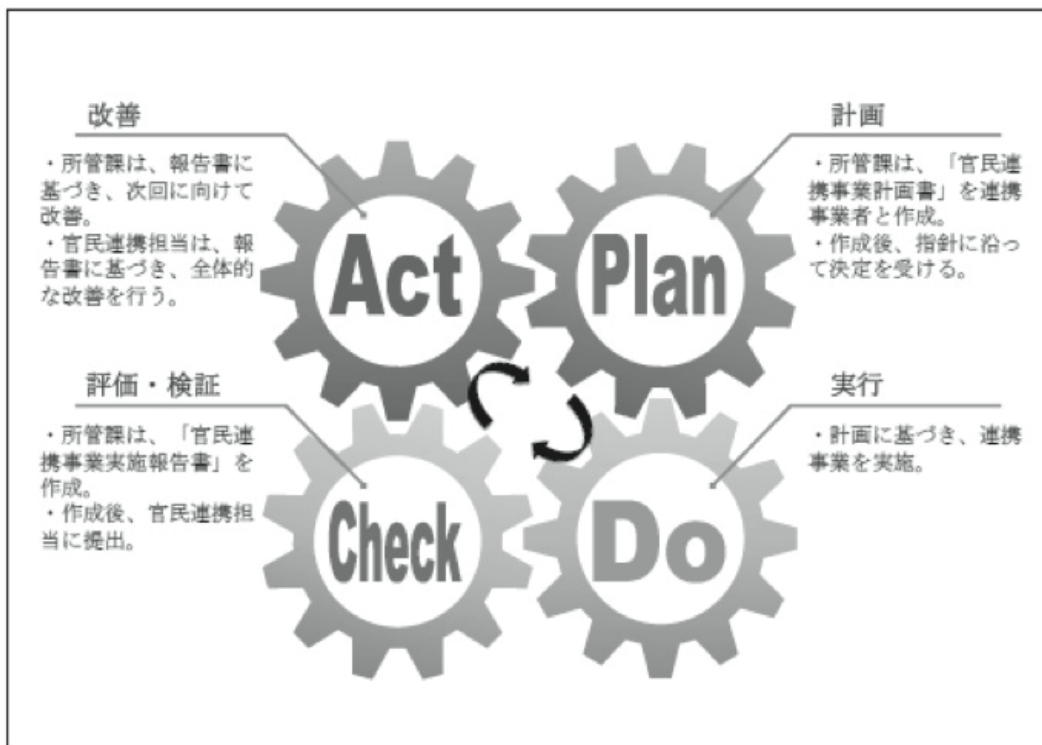 改善
・所管課は、報告書に
基づき、次回に向けて
改善。
・官民連携担当は、報
告書に基づき、全体的
な改善を行う。
Act
計画
・所管課は、「官民連
携事業計画書」を連携
事業者と作成。
・作成後、指針に沿っ
て決定を受ける。
Plan
評価・検証
・所管課は、「官民連
携事業実施報告書」を
作成。
・作成後、官民連携担
当に提出。
Check
実行
・計画に基づき、連携
事業を実施。
Do